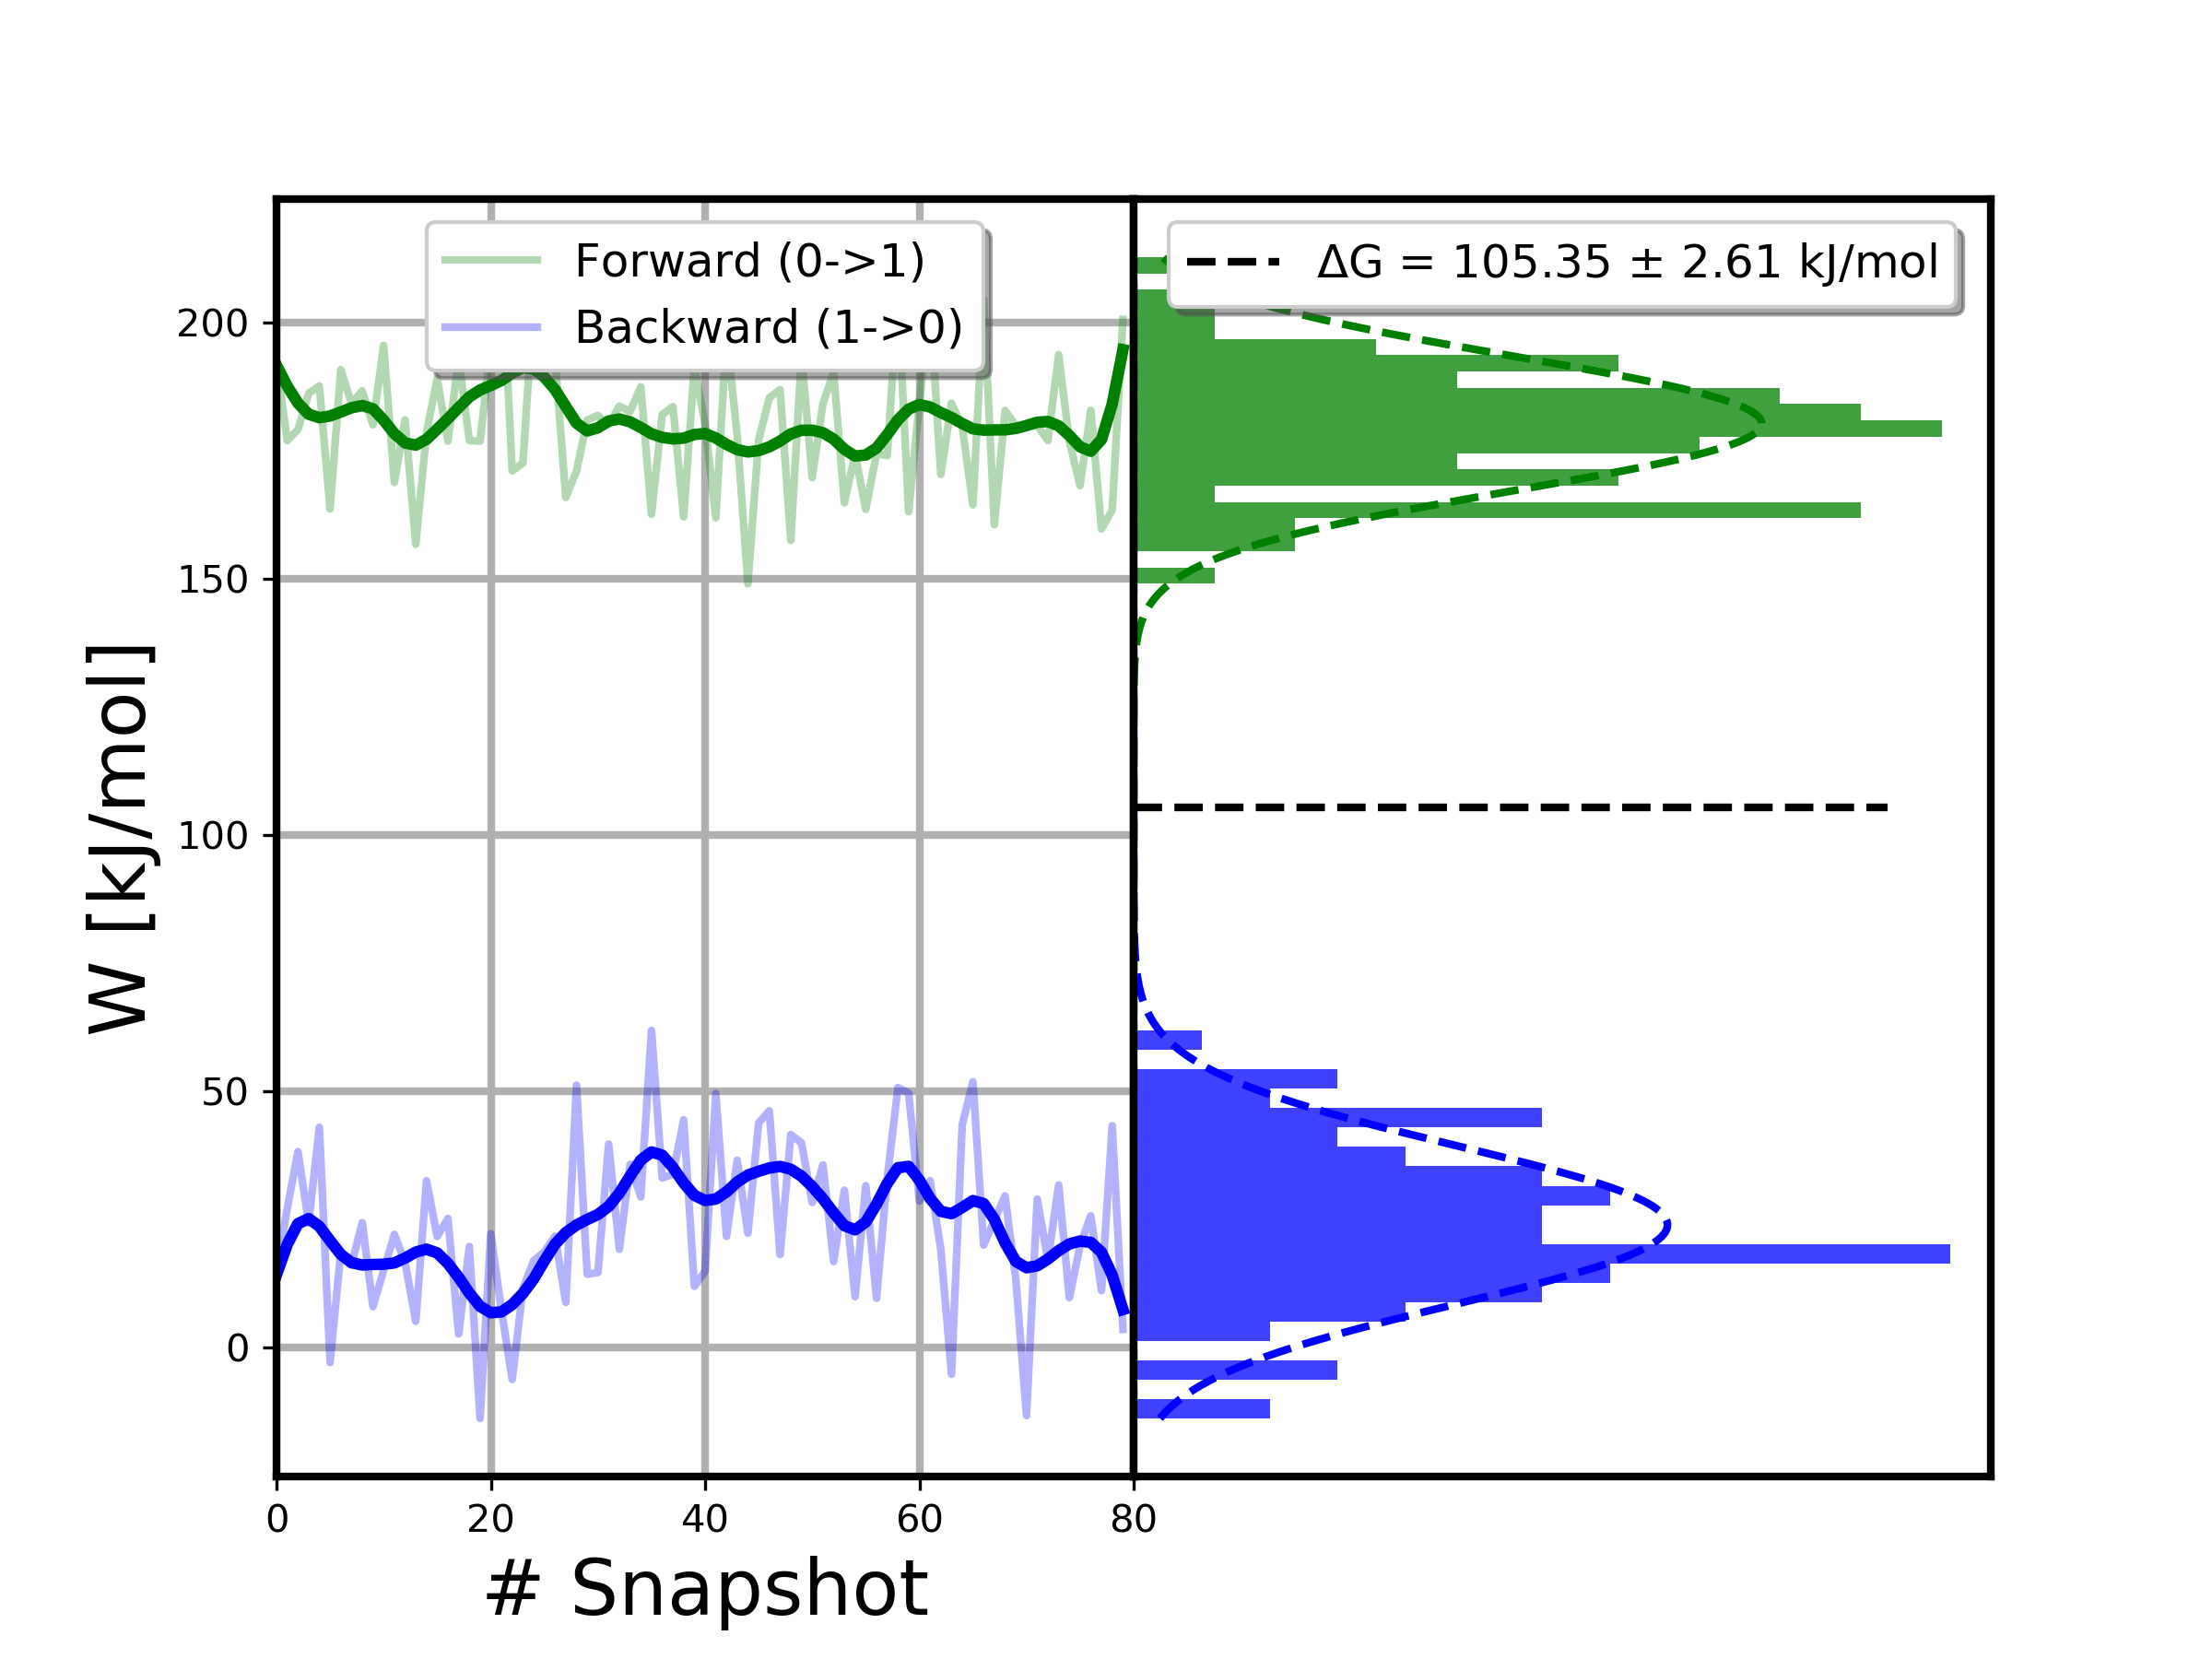 Forward (0->1)
Backward (1->0)
ΔG = 105.35 ± 2.61 kJ/mol
W [kJ/mol]
200
150
100
50
0
0 20 40 60 80
# Snapshot